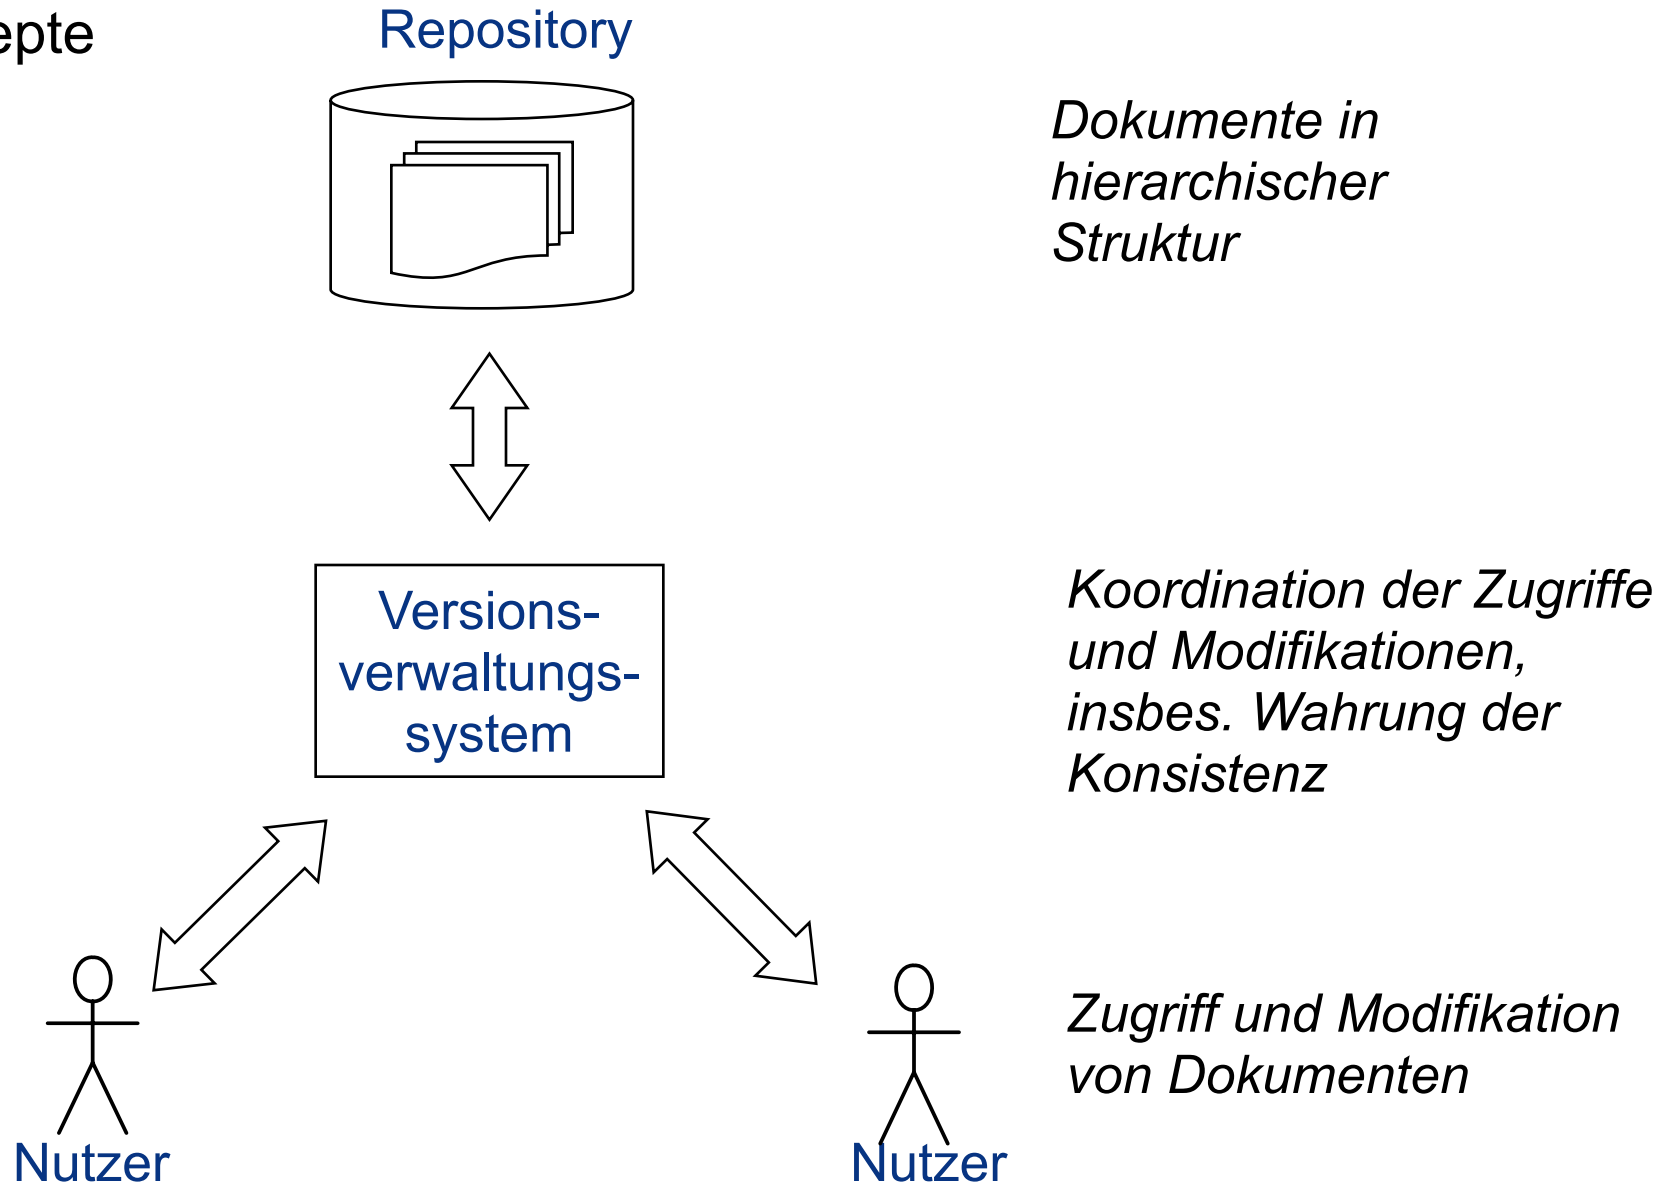 epte
Repository
Dokumente in
hierarchischer
Struktur
Versions-
verwaltungs-
system
Koordination der Zugriffe
und Modifikationen,
insbes. Wahrung der
Konsistenz
Zugriff und Modifikation
von Dokumenten
Nutzer
Nutzer